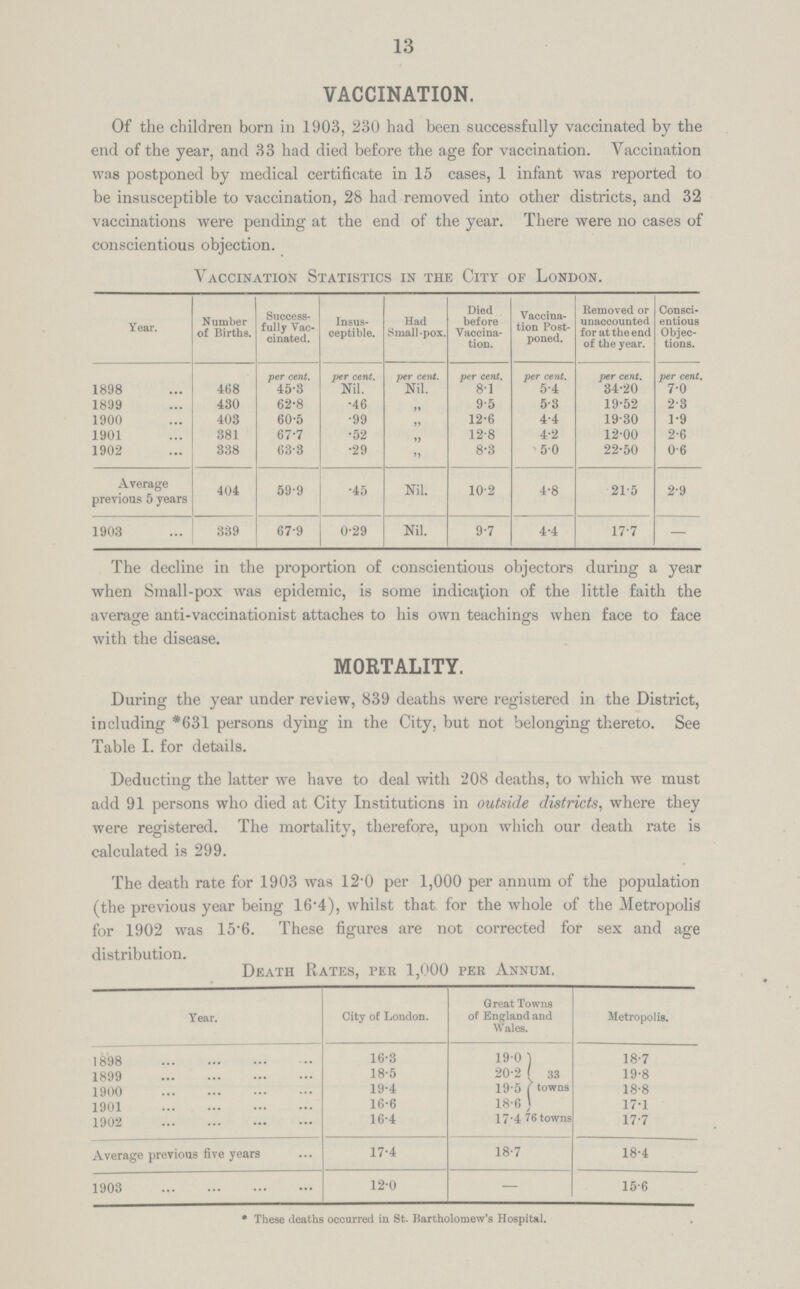 13
VACCINATION.
Of the children born in 1903, 230 had been successfully vaccinated by the
end of the year, and 33 had died before the age for vaccination. Vaccination
was postponed by medical certificate in 15 cases, 1 infant was reported to
be insusceptible to vaccination, 28 had removed into other districts, and 32
vaccinations were pending at the end of the year. There were no cases of
conscientious objection.
Vaccination Statistics in the City of London.
Year. | Number of Births. | Success-fully Vac-cinated. | Insus-ceptible. | Had Small-pox. | Died before Vaccina-tion. | Vaccina-tion Post-poned. | Removed or unaccounted for at the end of the year. | Consci-entious Objec-tions.
per cent. | per cent. | per cent. | per cent. | per cent. | per cent. | per cent.
1898 ... 468 45·3 Nil. Nil. 8·1 5·4 34·20 7·0
1899 ... 430 62·8 ·46 „ 9·5 5·3 19·52 2·3
1900 ... 403 60·5 ·99 „ 12·6 4·4 19·30 1·9
1901 ... 381 67·7 ·52 „ 12·8 4·2 12·00 2·6
1902 ... 338 63·3 ·29 „ 8·3 5·0 22·50 0·6
Average previous 5 years 404 59·9 ·45 Nil. 10·2 4·8 21·5 2·9
1903 ... 339 67·9 0·29 Nil. 9·7 4·4 17·7 —
The decline in the proportion of conscientious objectors during a year
when Small-pox was epidemic, is some indication of the little faith the
average anti-vaccinationist attaches to his own teachings when face to face
with the disease.
MORTALITY.
During the year under review, 839 deaths were registered in the District,
including *631 persons dying in the City, but not belonging thereto. See
Table I. for details.
Deducting the latter we have to deal with 208 deaths, to which we must
add 91 persons who died at City Institutions in outside districts, where they
were registered. The mortality, therefore, upon which our death rate is
calculated is 299.
The death rate for 1903 was 12·0 per 1,000 per annum of the population
(the previous year being 16·4), whilst that for the whole of the Metropolis
for 1902 was 15·6. These figures are not corrected for sex and age
distribution.
Death Rates, per 1,000 per Annum.
Year. | City of London. | Great Towns of England and Wales. | Metropolis.
1898 ... ... ... ... 16·3 19·0 18·7
1899 ... ... ... ... 18·5 20·2 33 19·8
1900 ... ... ... ... 19·4 19·5 towns 18·8
1901 ... ... ... ... 16·6 18·6 17·1
1902 ... ... ... ... 16·4 17·4 76 towns 17·7
Average previous five years ... 17·4 18·7 18·4
1903 ... ... ... ... 12·0 — 15·6
* These deaths occurred in St. Bartholomew's Hospital.